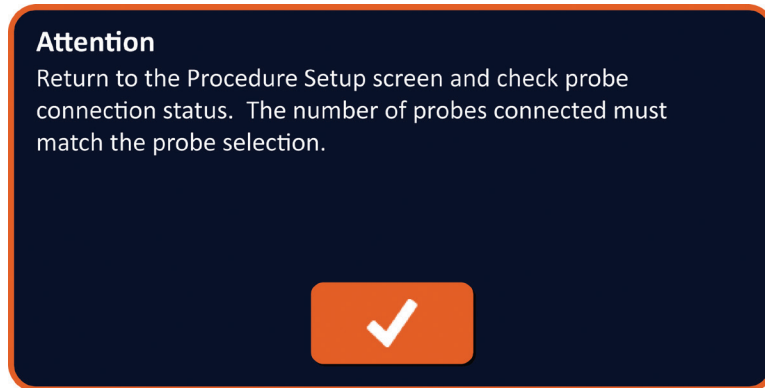 Attention
Return to the Procedure Setup screen and check probe
connection status.  The number of probes connected must
match the probe selection.